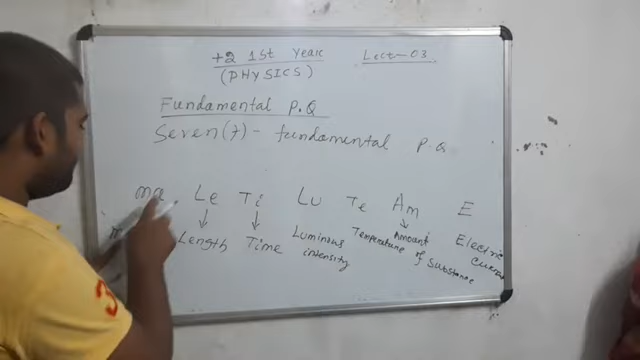 +2 1st Year Lect-03
(PHYSICS)
Fundamental P.Q
Seven(7) - fundamental P.Q
ma Le Ti Lu Te Am E
Length Time Luminous Temperature Amount Electric
intensity of Substance
3